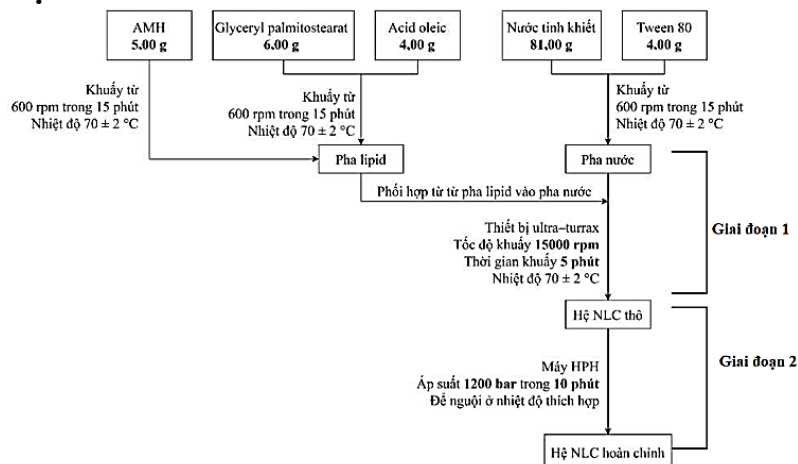 AMH
5.00 g
Glyceryl palmitostearat
6.00 g
Acid oleic
4,00 g
Nước tinh khiết
81,00 g
Tween 80
4.00 g
Khuấy từ
600 rpm trong 15 phút
Nhiệt độ 70 ± 2 °C
Khuấy từ
600 rpm trong 15 phút
Nhiệt độ 70 ± 2 °C
Khuấy từ
600 rpm trong 15 phút
Nhiệt độ 70 ± 2 °C
Pha lipid
Pha nước
Phối hợp từ từ pha lipid vào pha nước
Thiết bị ultra–turrax
Tốc độ khuấy 15000 rpm
Thời gian khuấy 5 phút
Nhiệt độ 70 ± 2 °C
Giai đoạn 1
Hệ NLC thô
Máy HPH
Áp suất 1200 bar trong 10 phút
Để nguội ở nhiệt độ thích hợp
Giai đoạn 2
Hệ NLC hoàn chỉnh